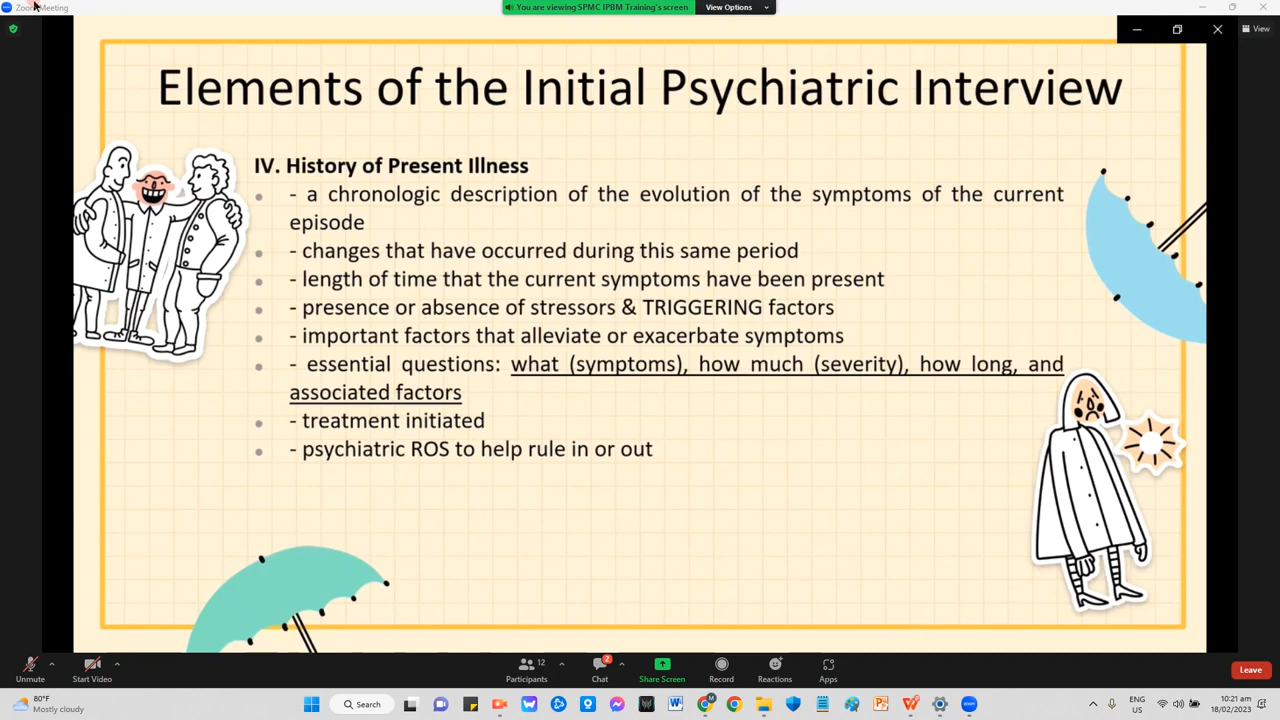 Zoom Meeting
You are viewing SPMC IPBM Training's screen
View Options
View
Elements of the Initial Psychiatric Interview
IV. History of Present Illness
- a chronologic description of the evolution of the symptoms of the current
episode
- changes that have occurred during this same period
- length of time that the current symptoms have been present
- presence or absence of stressors & TRIGGERING factors
- important factors that alleviate or exacerbate symptoms
- essential questions: what (symptoms), how much (severity), how long, and
associated factors
- treatment initiated
- psychiatric ROS to help rule in or out
Unmute
Start Video
12
Participants
2
Chat
Share Screen
Record
Reactions
Apps
Leave
80°F
Mostly cloudy
Search
ENG
US
10:21 am
18/02/2023